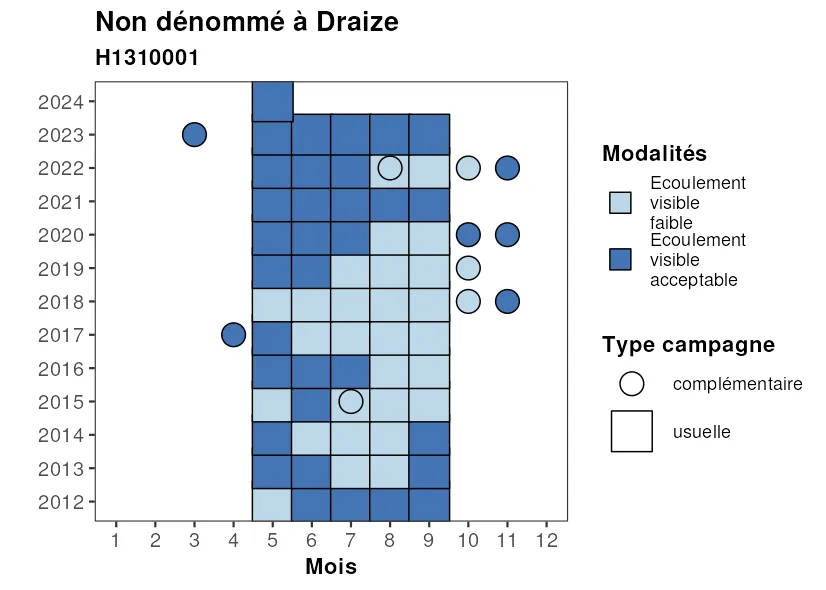 Non dénommé à Draize
H1310001
2024
2023
2022
2021
2020
2019
2018
2017
2016
2015
2014
2013
2012
1 2 3 4 5 6 7 8 9 10 11 12
Mois
Modalités
Ecoulement
visible
faible
Ecoulement
visible
acceptable
Type campagne
complémentaire
usuelle